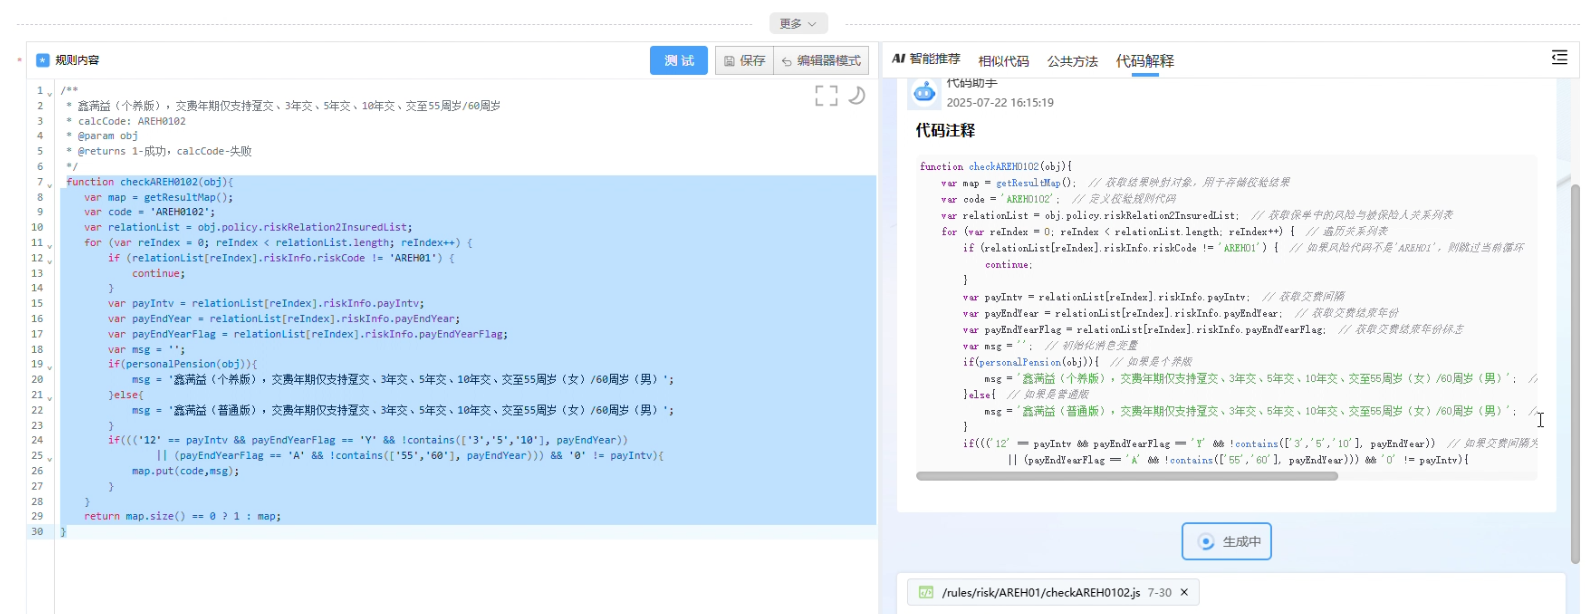 更多
* 规则内容
测 试
保存
编辑器模式
1 /**
2 * 鑫满益（个养版），交费年期仅支持趸交、3年交、5年交、10年交、交至55周岁/60周岁
3 * calcCode: AREH0102
4 * @param obj
5 * @returns 1-成功，calcCode-失败
6 */
7 function checkAREH0102(obj){
8 var map = getResultMap();
9 var code = 'AREH0102';
10 var relationList = obj.policy.riskRelation2InsuredList;
11 for (var reIndex = 0; reIndex < relationList.length; reIndex++) {
12 if (relationList[reIndex].riskInfo.riskCode != 'AREH01') {
13 continue;
14 }
15 var payIntv = relationList[reIndex].riskInfo.payIntv;
16 var payEndYear = relationList[reIndex].riskInfo.payEndYear;
17 var payEndYearFlag = relationList[reIndex].riskInfo.payEndYearFlag;
18 var msg = '';
19 if(personalPension(obj)){
20 msg = '鑫满益（个养版），交费年期仅支持趸交、3年交、5年交、10年交、交至55周岁（女）/60周岁（男）';
21 }else{
22 msg = '鑫满益（普通版），交费年期仅支持趸交、3年交、5年交、10年交、交至55周岁（女）/60周岁（男）';
23 }
24 if((('12' == payIntv && payEndYearFlag == 'Y' && !contains(['3','5','10'], payEndYear))
25 || (payEndYearFlag == 'A' && !contains(['55','60'], payEndYear))) && '0' != payIntv){
26 map.put(code,msg);
27 }
28 }
29 return map.size() == 0 ? 1 : map;
30 }
AI 智能推荐
相似代码
公共方法
代码解释
代码助手
2025-07-22 16:15:19
代码注释
function checkAREH0102(obj){
var map = getResultMap(); // 获取结果映射对象，用于存储校验结果
var code = 'AREH0102'; // 定义校验规则代码
var relationList = obj.policy.riskRelation2InsuredList; // 获取保单中的风险与被保险人关系列表
for (var reIndex = 0; reIndex < relationList.length; reIndex++) { // 遍历关系列表
if (relationList[reIndex].riskInfo.riskCode != 'AREH01') { // 如果风险代码不是'AREH01'，则跳过当前循环
continue;
}
var payIntv = relationList[reIndex].riskInfo.payIntv; // 获取交费间隔
var payEndYear = relationList[reIndex].riskInfo.payEndYear; // 获取交费结束年份
var payEndYearFlag = relationList[reIndex].riskInfo.payEndYearFlag; // 获取交费结束年份标志
var msg = ''; // 初始化消息变量
if(personalPension(obj)){ // 如果是个养版
msg = '鑫满益（个养版），交费年期仅支持趸交、3年交、5年交、10年交、交至55周岁（女）/60周岁（男）'; //
}else{ // 如果是普通版
msg = '鑫满益（普通版），交费年期仅支持趸交、3年交、5年交、10年交、交至55周岁（女）/60周岁（男）'; //
}
if((('12' == payIntv && payEndYearFlag == 'Y' && !contains(['3','5','10'], payEndYear)) // 如果交费间隔为
|| (payEndYearFlag == 'A' && !contains(['55','60'], payEndYear))) && '0' != payIntv){
生成中
/rules/risk/AREH01/checkAREH0102.js 7-30 ×